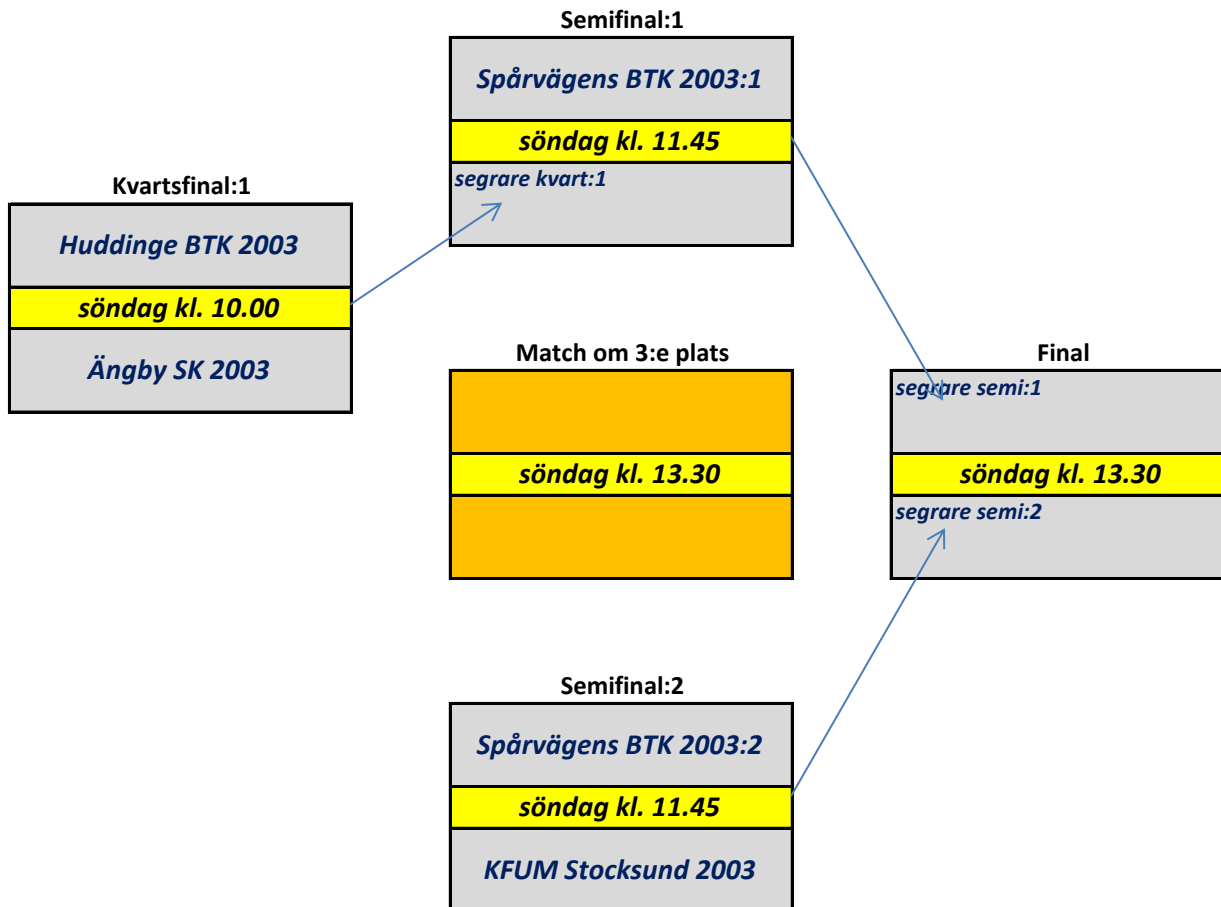 Semifinal:1
Spårvägens BTK 2003:1
söndag kl. 11.45
segrare kvart:1
Kvartsfinal:1
Huddinge BTK 2003
söndag kl. 10.00
Ängby SK 2003
Match om 3:e plats
söndag kl. 13.30
Final
segrare semi:1
söndag kl. 13.30
segrare semi:2
Semifinal:2
Spårvägens BTK 2003:2
söndag kl. 11.45
KFUM Stocksund 2003